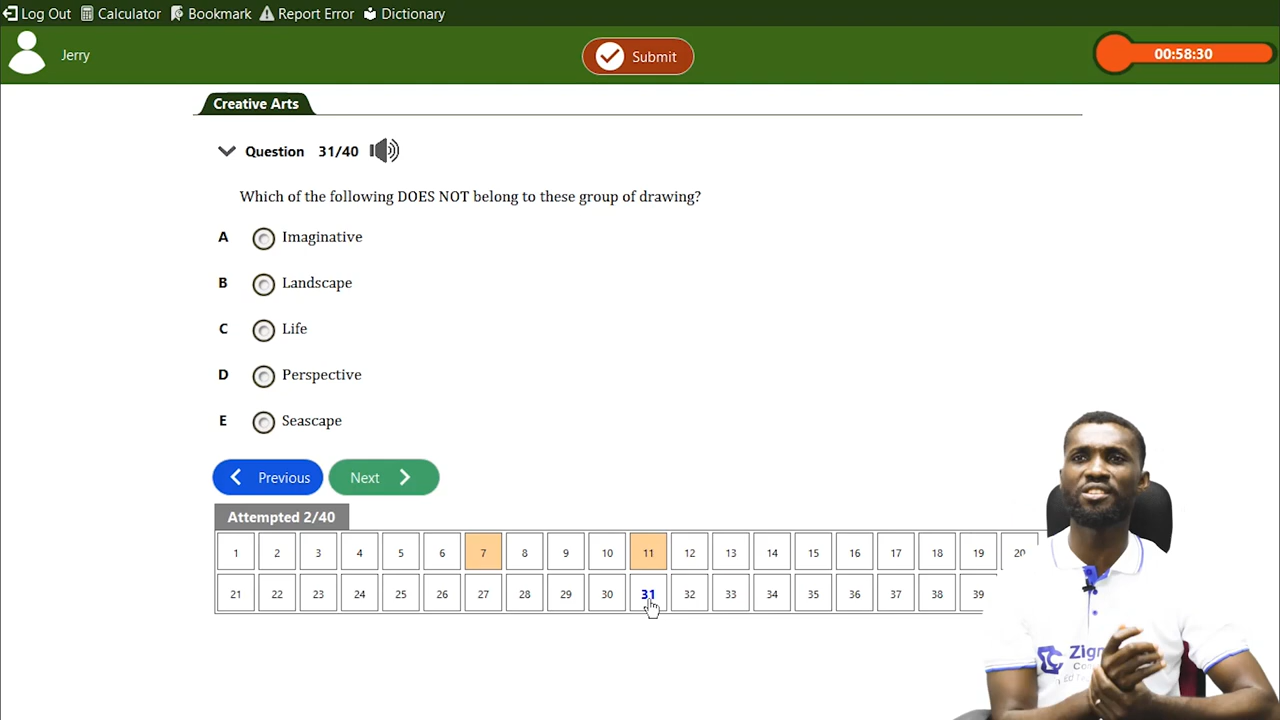 Log Out Calculator Bookmark Report Error Dictionary
Jerry
Submit
00:58:30
Creative Arts
Question 31/40
Which of the following DOES NOT belong to these group of drawing?
A Imaginative
B Landscape
C Life
D Perspective
E Seascape
Previous Next
Attempted 2/40
1 2 3 4 5 6 7 8 9 10 11 12 13 14 15 16 17 18 19 20
21 22 23 24 25 26 27 28 29 30 31 32 33 34 35 36 37 38 39